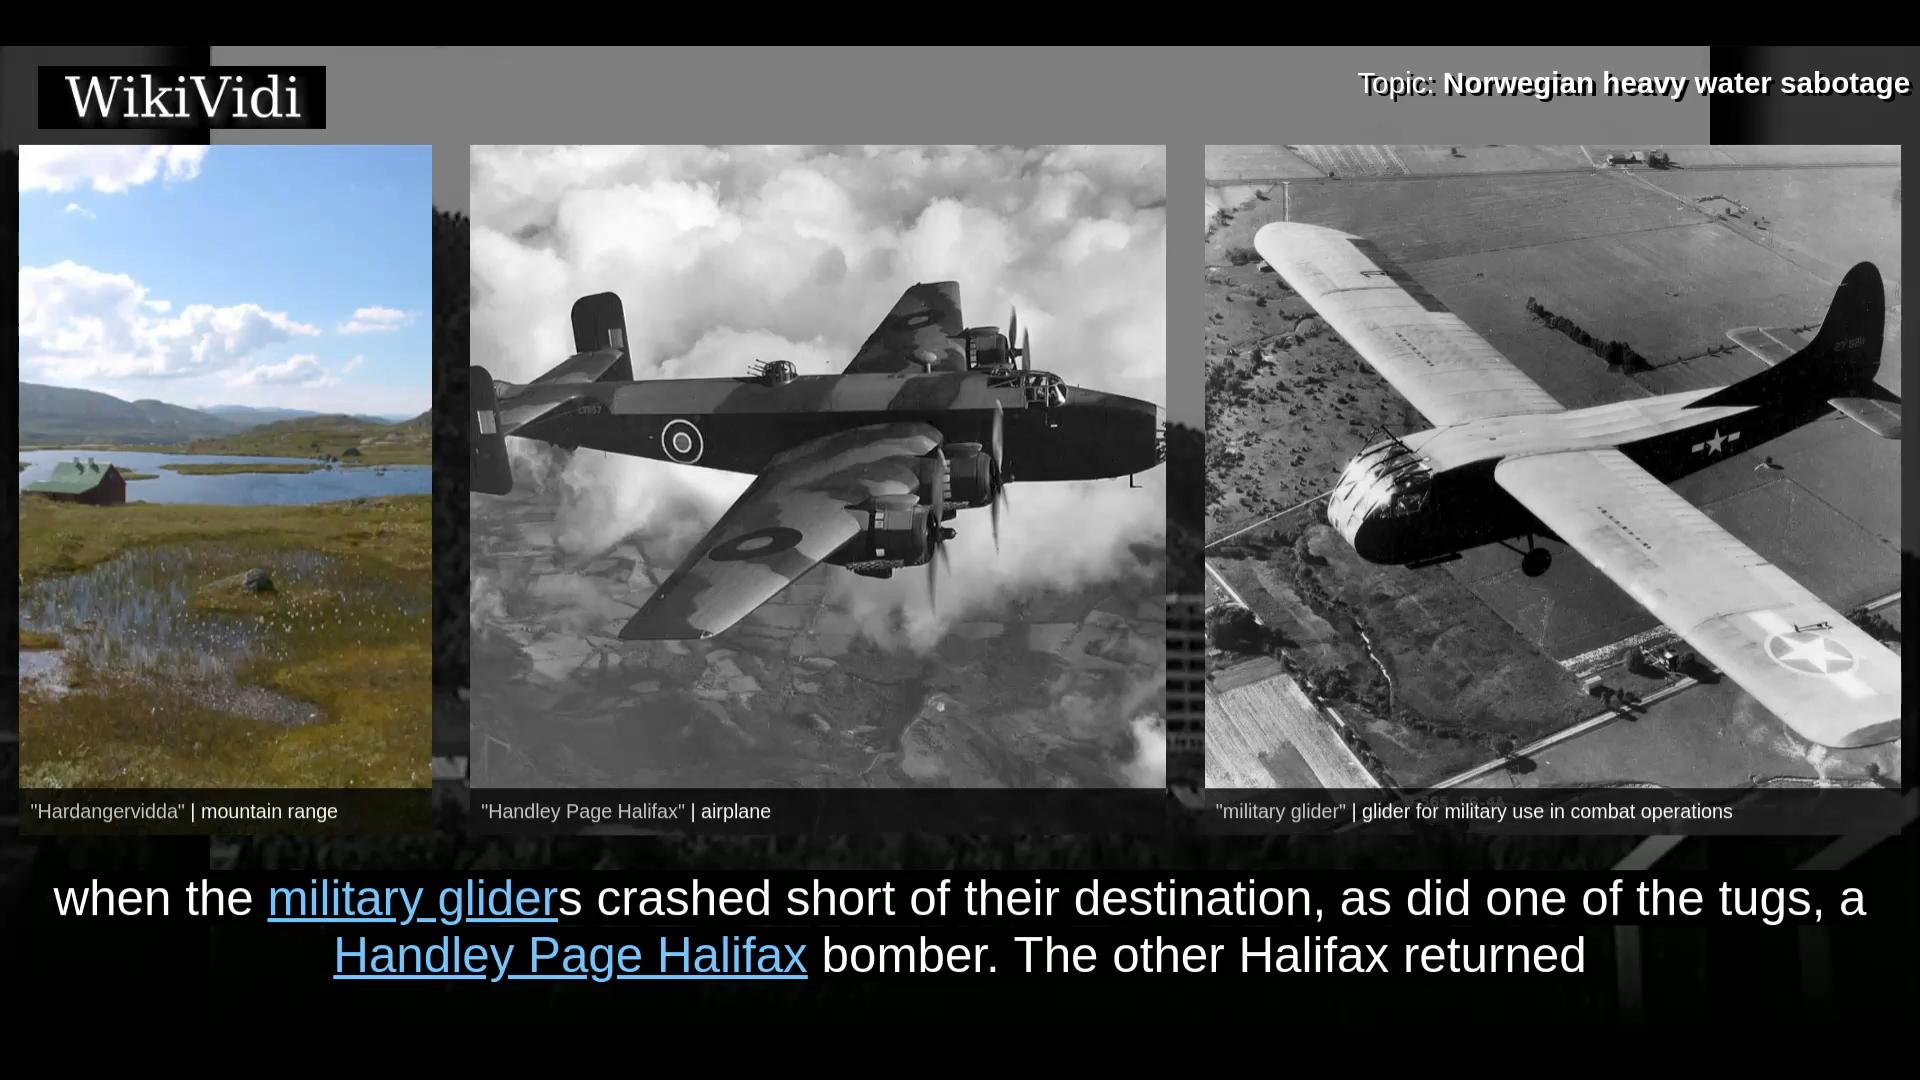 WikiVidi
Topic: Norwegian heavy water sabotage
"Hardangervidda" | mountain range
"Handley Page Halifax" | airplane
"military glider" | glider for military use in combat operations
when the military gliders crashed short of their destination, as did one of the tugs, a
Handley Page Halifax bomber. The other Halifax returned